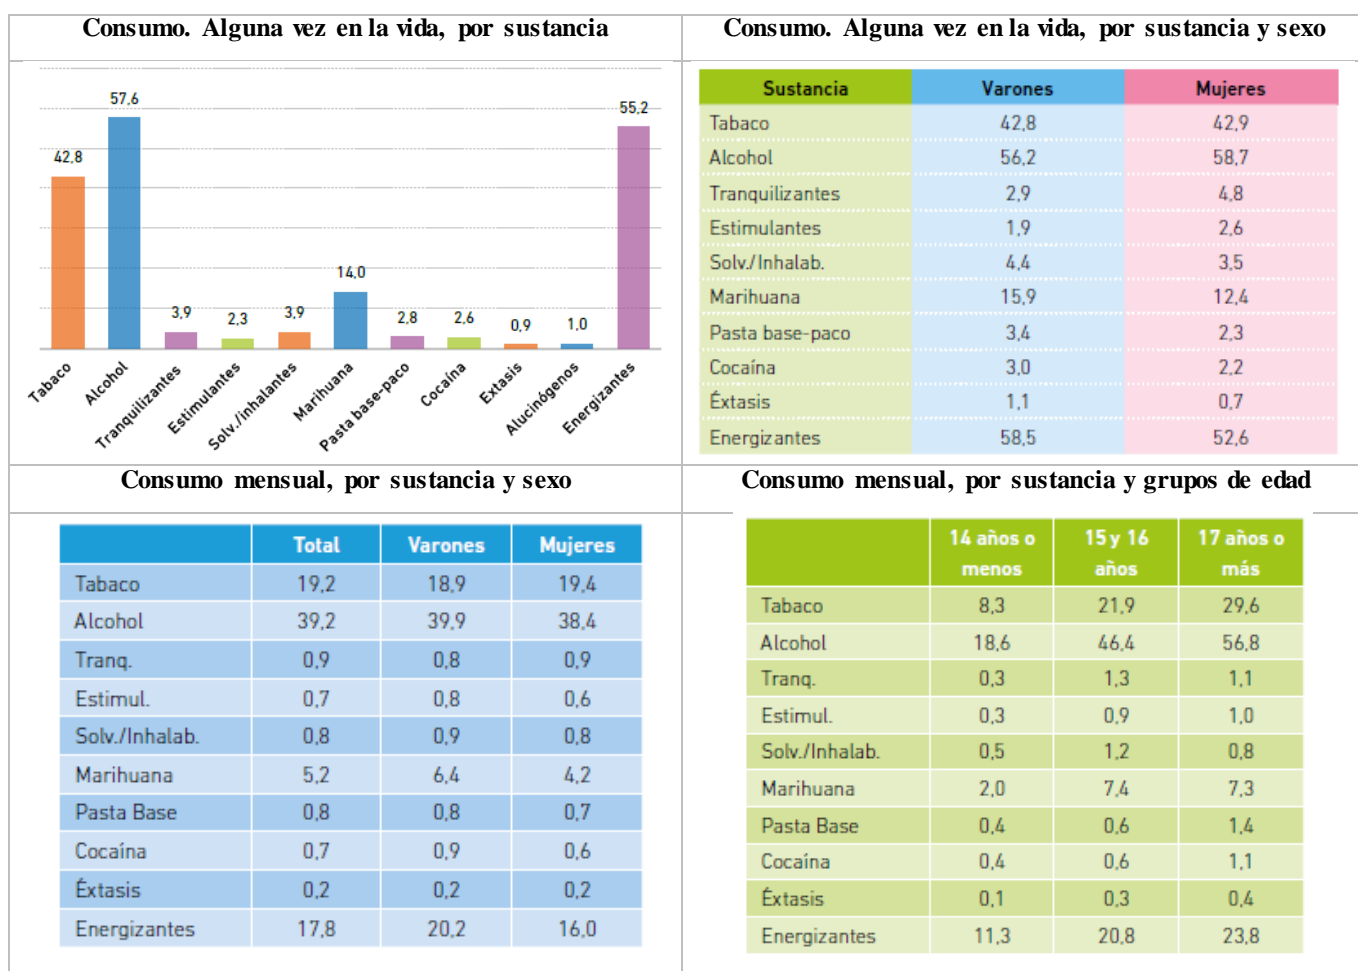 Consumo. Alguna vez en la vida, por sustancia
57,6
55,2
42,8
14,0
3,9
2,3
3,9
2,8
2,6
0,9
1,0
Tabaco
Alcohol
Tranquilizantes
Estimulantes
Solv./inhalantes
Marihuana
Pasta base-paco
Cocaína
Extasis
Alucinógenos
Energizantes
Consumo. Alguna vez en la vida, por sustancia y sexo
Sustancia Varones Mujeres
Tabaco 42,8 42,9
Alcohol 56,2 58,7
Tranquilizantes 2,9 4,8
Estimulantes 1,9 2,6
Solv./Inhalab. 4,4 3,5
Marihuana 15,9 12,4
Pasta base-paco 3,4 2,3
Cocaína 3,0 2,2
Éxtasis 1,1 0,7
Energizantes 58,5 52,6
Consumo mensual, por sustancia y sexo
Total Varones Mujeres
Tabaco 19,2 18,9 19,4
Alcohol 39,2 39,9 38,4
Tranq. 0,9 0,8 0,9
Estimul. 0,7 0,8 0,6
Solv./Inhalab. 0,8 0,9 0,8
Marihuana 5,2 6,4 4,2
Pasta Base 0,8 0,8 0,7
Cocaína 0,7 0,9 0,6
Éxtasis 0,2 0,2 0,2
Energizantes 17,8 20,2 16,0
Consumo mensual, por sustancia y grupos de edad
14 años o 15 y 16 17 años o
menos años más
Tabaco 8,3 21,9 29,6
Alcohol 18,6 46,4 56,8
Tranq. 0,3 1,3 1,1
Estimul. 0,3 0,9 1,0
Solv./Inhalab. 0,5 1,2 0,8
Marihuana 2,0 7,4 7,3
Pasta Base 0,4 0,6 1,4
Cocaína 0,4 0,6 1,1
Éxtasis 0,1 0,3 0,4
Energizantes 11,3 20,8 23,8